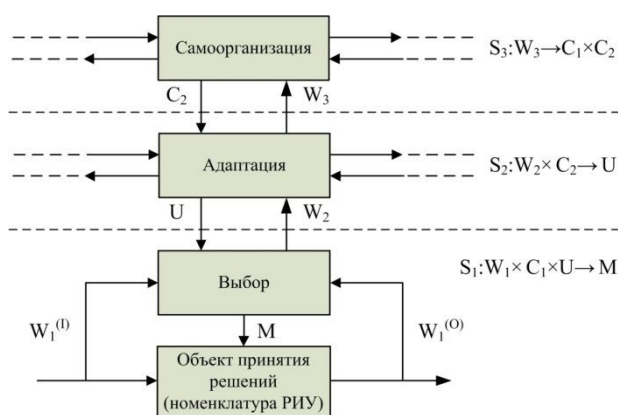 Самоорганизация
S₃:W₃→C₁×C₂
C₂
W₃
Адаптация
S₂:W₂× C₂→ U
U
W₂
Выбор
S₁:W₁× C₁×U→ M
W₁⁽ᴵ⁾
M
W₁⁽ᴼ⁾
Объект принятия
решений
(номенклатура РИУ)